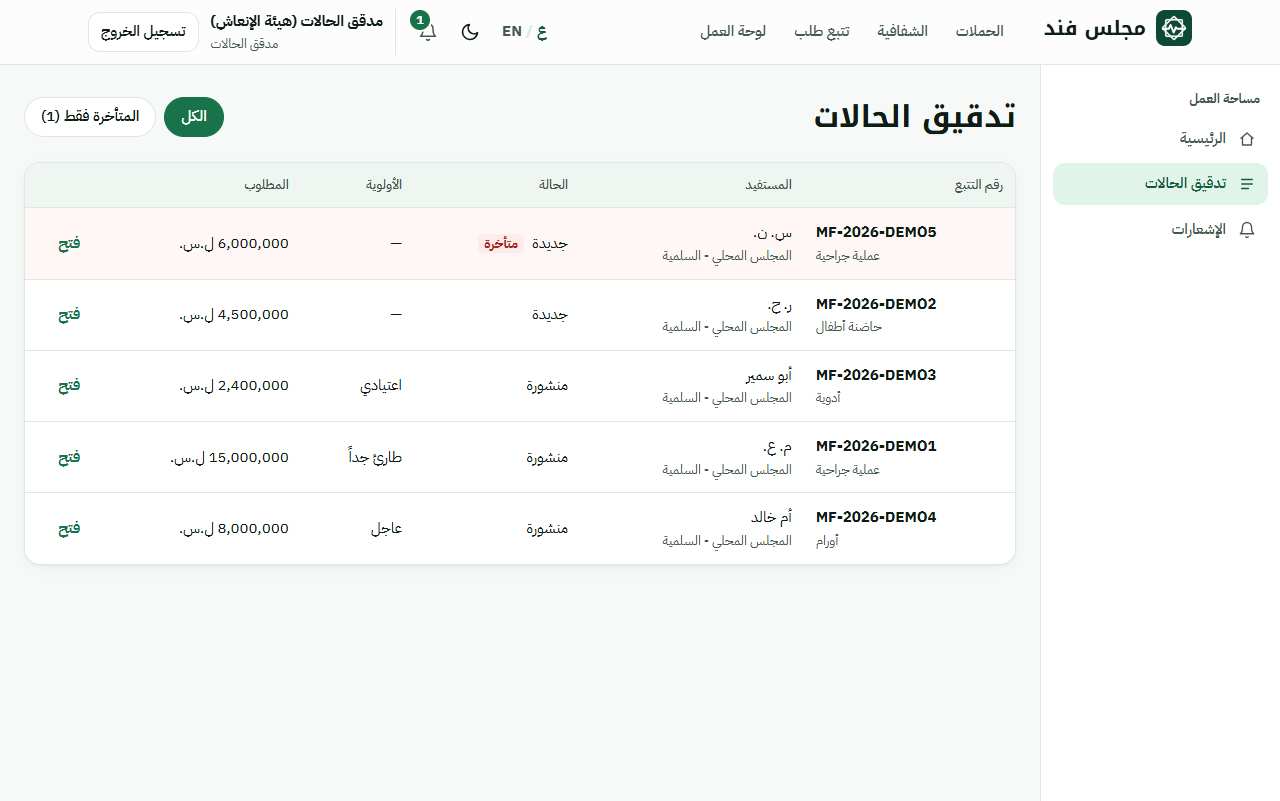 مجلس فند
الحملات
الشفافية
تتبع طلب
لوحة العمل
ع / EN
1
مدقق الحالات (هيئة الإنعاش)
مدقق الحالات
تسجيل الخروج
مساحة العمل
الرئيسية
تدقيق الحالات
الإشعارات
تدقيق الحالات
الكل
المتأخرة فقط (1)
رقم التتبع المستفيد الحالة الأولوية المطلوب
MF-2026-DEMO5 س. ن. جديدة متأخرة — 6,000,000 ل.س. فتح
عملية جراحية المجلس المحلي - السلمية
MF-2026-DEMO2 ر. ح. جديدة — 4,500,000 ل.س. فتح
حاضنة أطفال المجلس المحلي - السلمية
MF-2026-DEMO3 أبو سمير منشورة اعتيادي 2,400,000 ل.س. فتح
أدوية المجلس المحلي - السلمية
MF-2026-DEMO1 م. ع. منشورة طارئ جداً 15,000,000 ل.س. فتح
عملية جراحية المجلس المحلي - السلمية
MF-2026-DEMO4 أم خالد منشورة عاجل 8,000,000 ل.س. فتح
أورام المجلس المحلي - السلمية